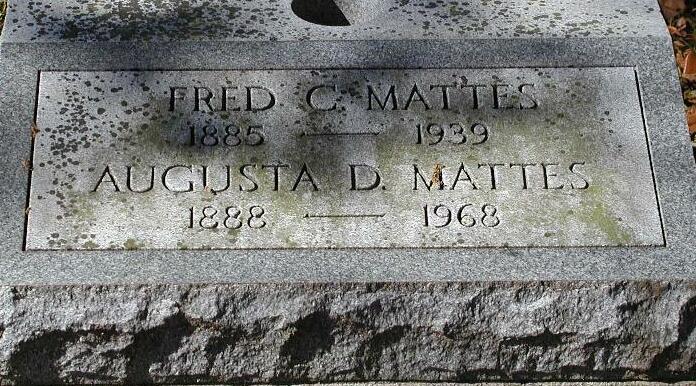 FRED C. MATTES
1885 — 1939
AUGUSTA D. MATTES
1888 — 1968